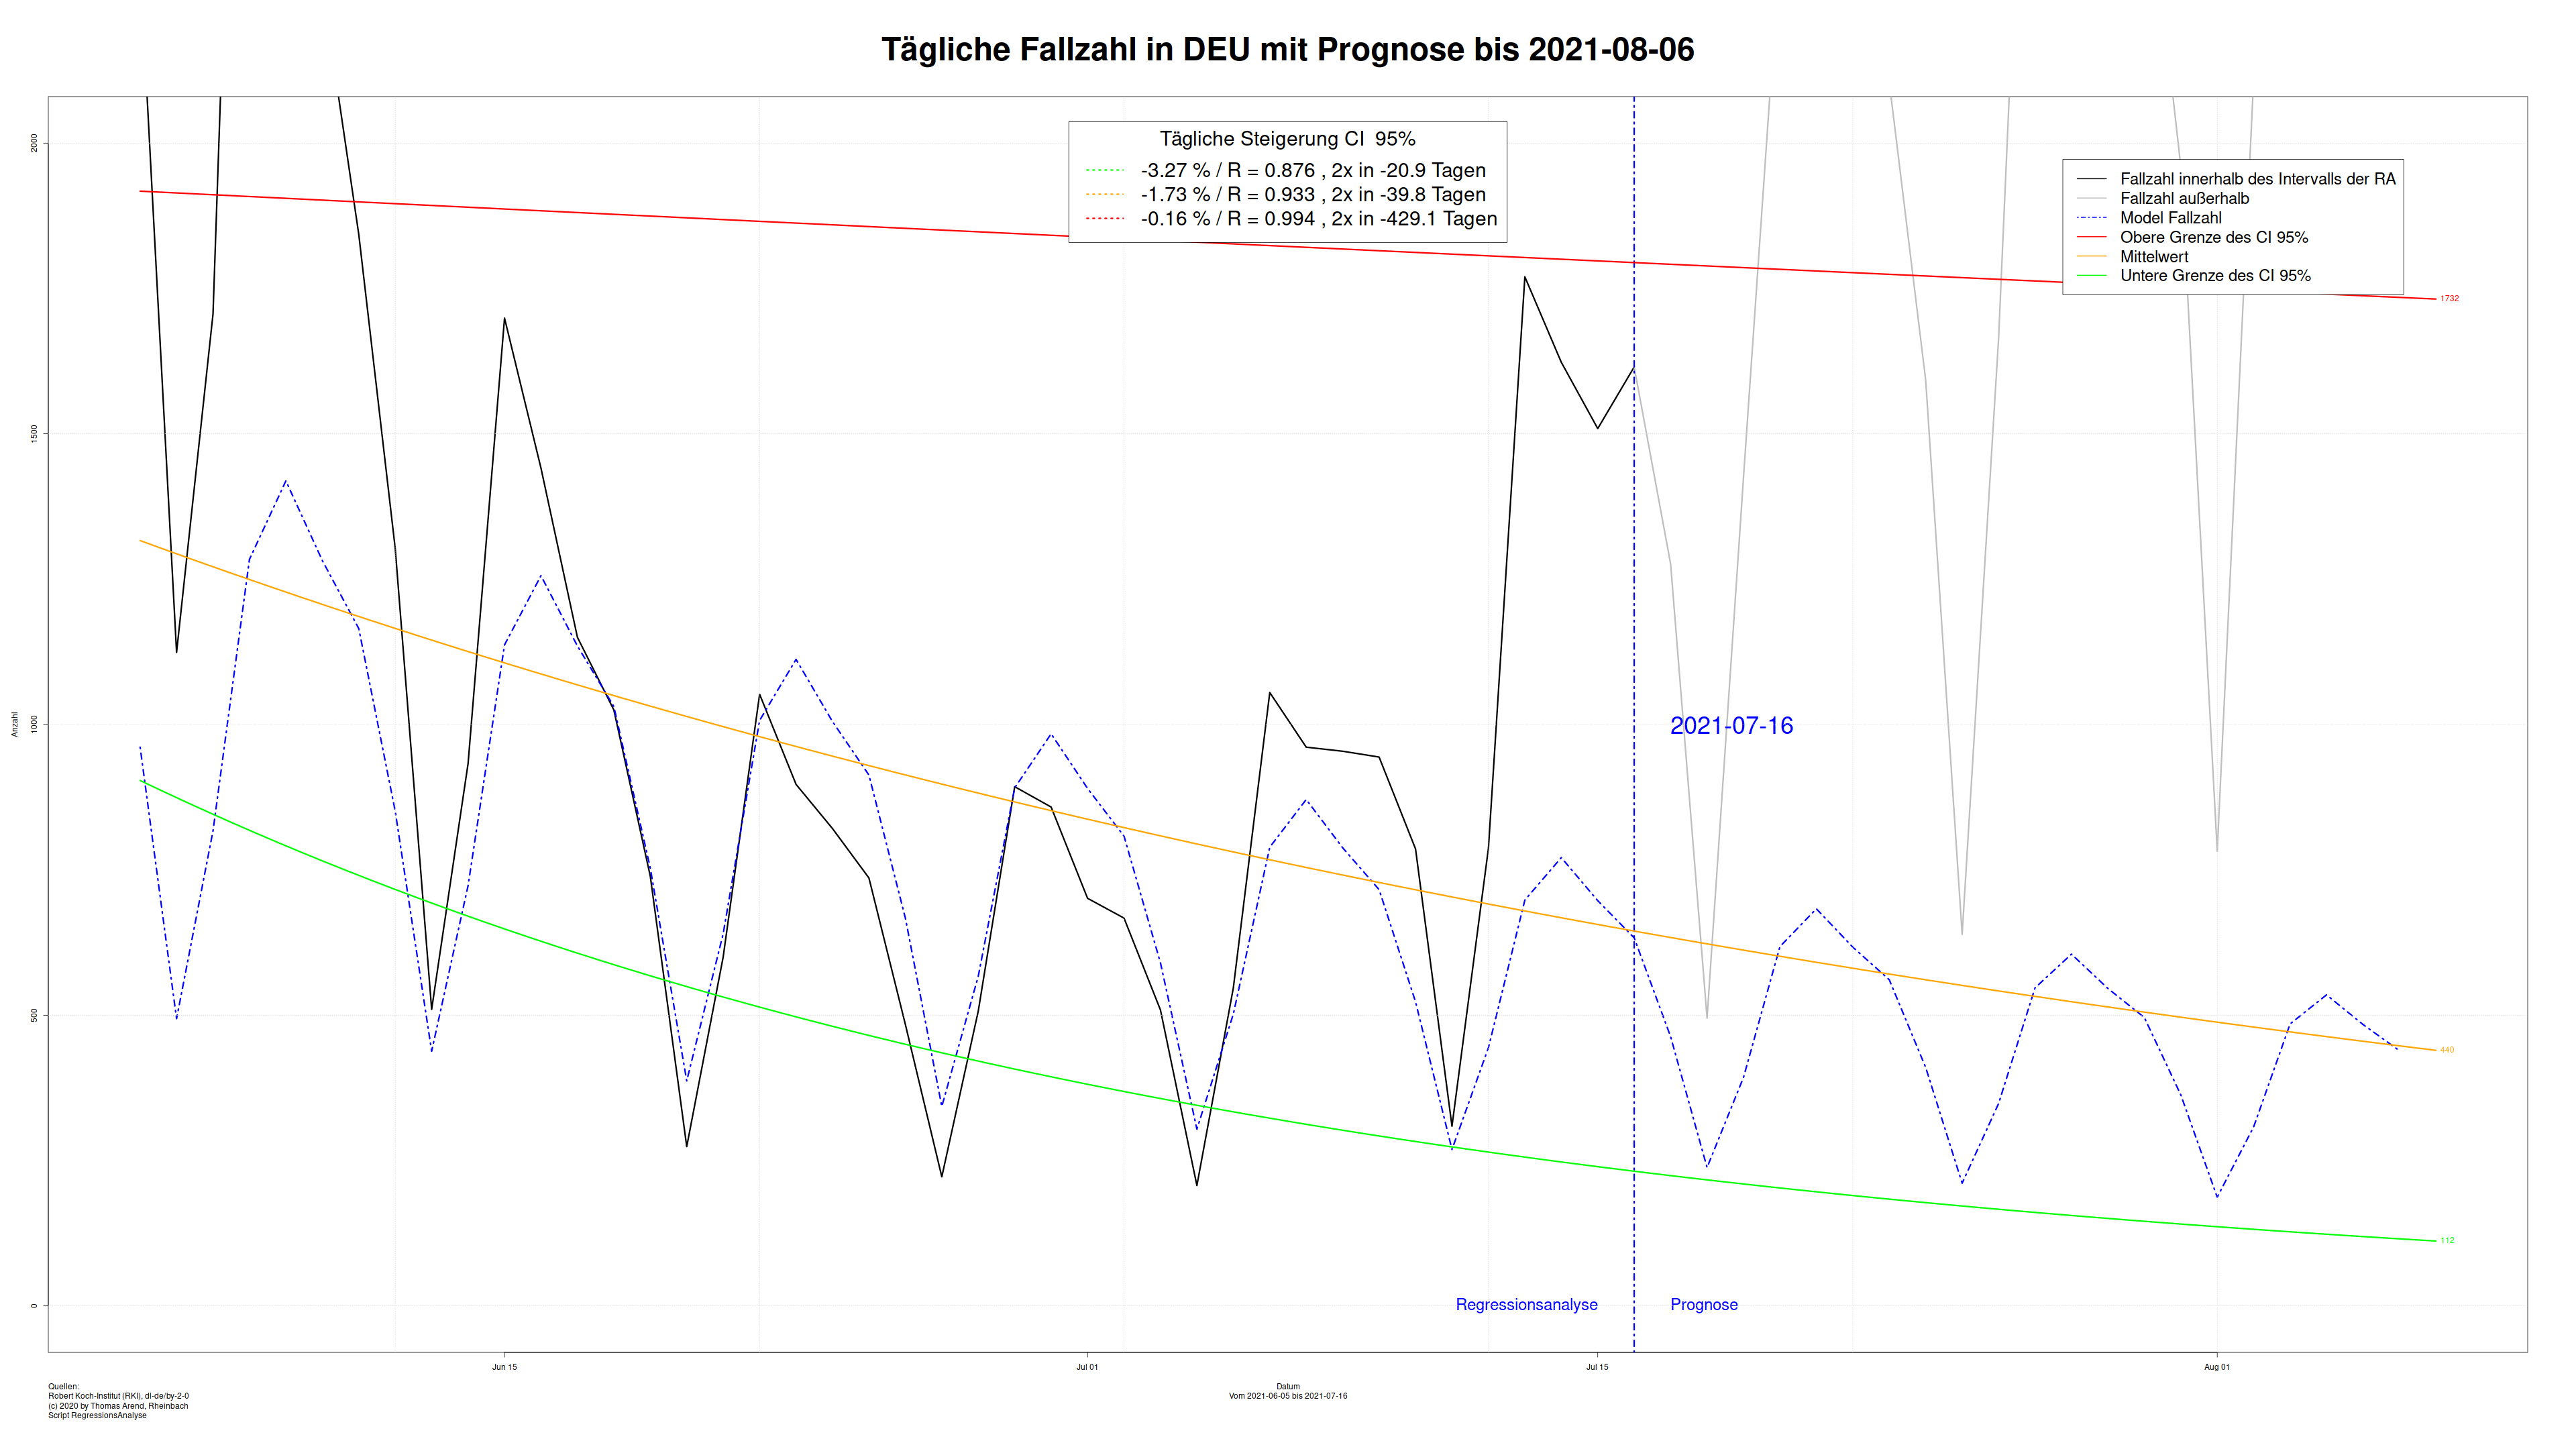 Tägliche Fallzahl in DEU mit Prognose bis 2021-08-06
Tägliche Steigerung CI  95%
-3.27 % / R = 0.876 , 2x in -20.9 Tagen
-1.73 % / R = 0.933 , 2x in -39.8 Tagen
-0.16 % / R = 0.994 , 2x in -429.1 Tagen
Fallzahl innerhalb des Intervalls der RA
Fallzahl außerhalb
Model Fallzahl
Obere Grenze des CI 95%
Mittelwert
Untere Grenze des CI 95%
2000
1500
1000
500
0
Anzahl
1732
440
112
2021-07-16
Regressionsanalyse
Prognose
Jun 15
Jul 01
Jul 15
Aug 01
Datum
Vom 2021-06-05 bis 2021-07-16
Quellen:
Robert Koch-Institut (RKI), dl-de/by-2-0
(c) 2020 by Thomas Arend, Rheinbach
Script RegressionsAnalyse